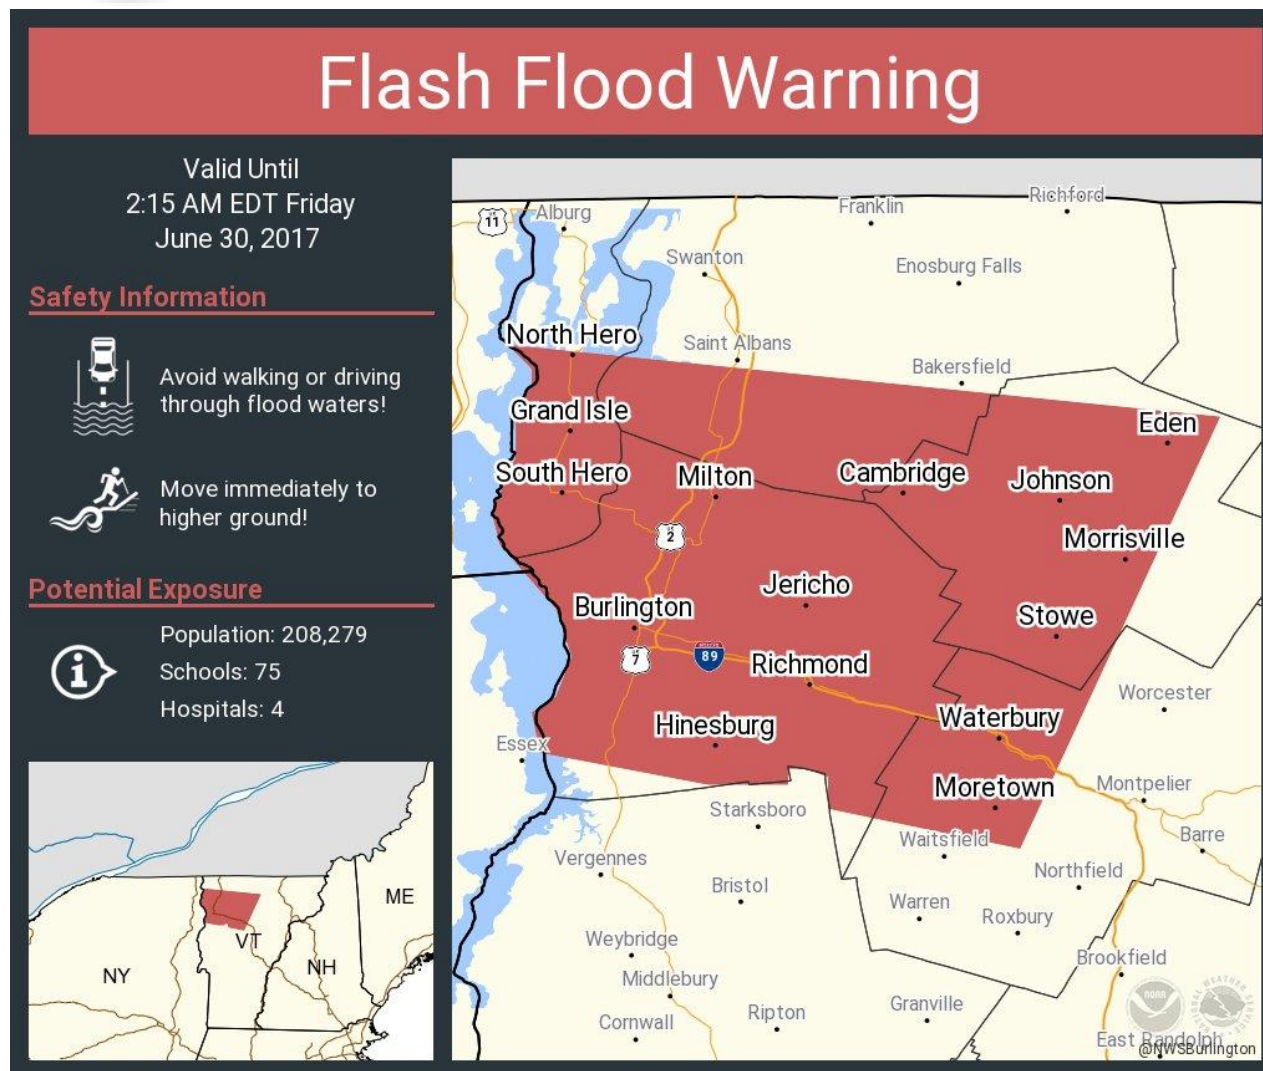 Flash Flood Warning
Valid Until
2:15 AM EDT Friday
June 30, 2017
Safety Information
Avoid walking or driving
through flood waters!
Move immediately to
higher ground!
Potential Exposure
Population: 208,279
Schools: 75
Hospitals: 4
NY
VT
NH
ME
11
Alburg
Franklin
Richford
Swanton
Enosburg Falls
North Hero
Saint Albans
Bakersfield
Grand Isle
Eden
South Hero
Milton
Cambridge
Johnson
2
Morrisville
Jericho
Burlington
Stowe
7
89
Richmond
Worcester
Hinesburg
Waterbury
Essex
Moretown
Montpelier
Starksboro
Waitsfield
Barre
Vergennes
Northfield
Bristol
Warren
Roxbury
Weybridge
Brookfield
Middlebury
Granville
Ripton
Cornwall
NOAA
NATIONAL WEATHER SERVICE
East Randolph
@NWSBurlington